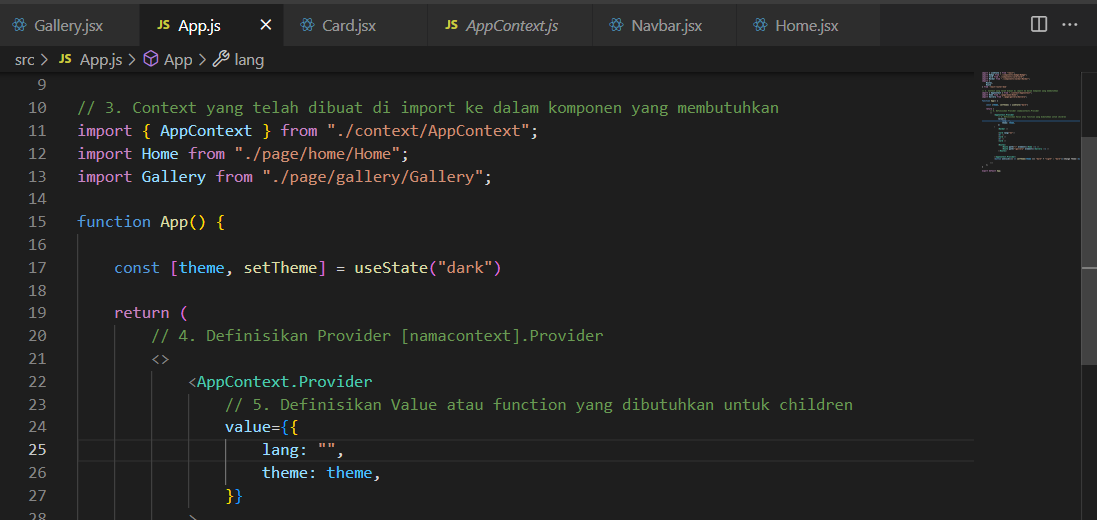 Gallery.jsx JS App.js × Card.jsx JS AppContext.js Navbar.jsx Home.jsx ···
src > JS App.js > App > lang
9
10 // 3. Context yang telah dibuat di import ke dalam komponen yang membutuhkan
11 import { AppContext } from "./context/AppContext";
12 import Home from "./page/home/Home";
13 import Gallery from "./page/gallery/Gallery";
14
15 function App() {
16
17 const [theme, setTheme] = useState("dark")
18
19 return (
20 // 4. Definisikan Provider [namacontext].Provider
21 <>
22 <AppContext.Provider
23 // 5. Definisikan Value atau function yang dibutuhkan untuk children
24 value={{
25 lang: "",
26 theme: theme,
27 }}
28 >